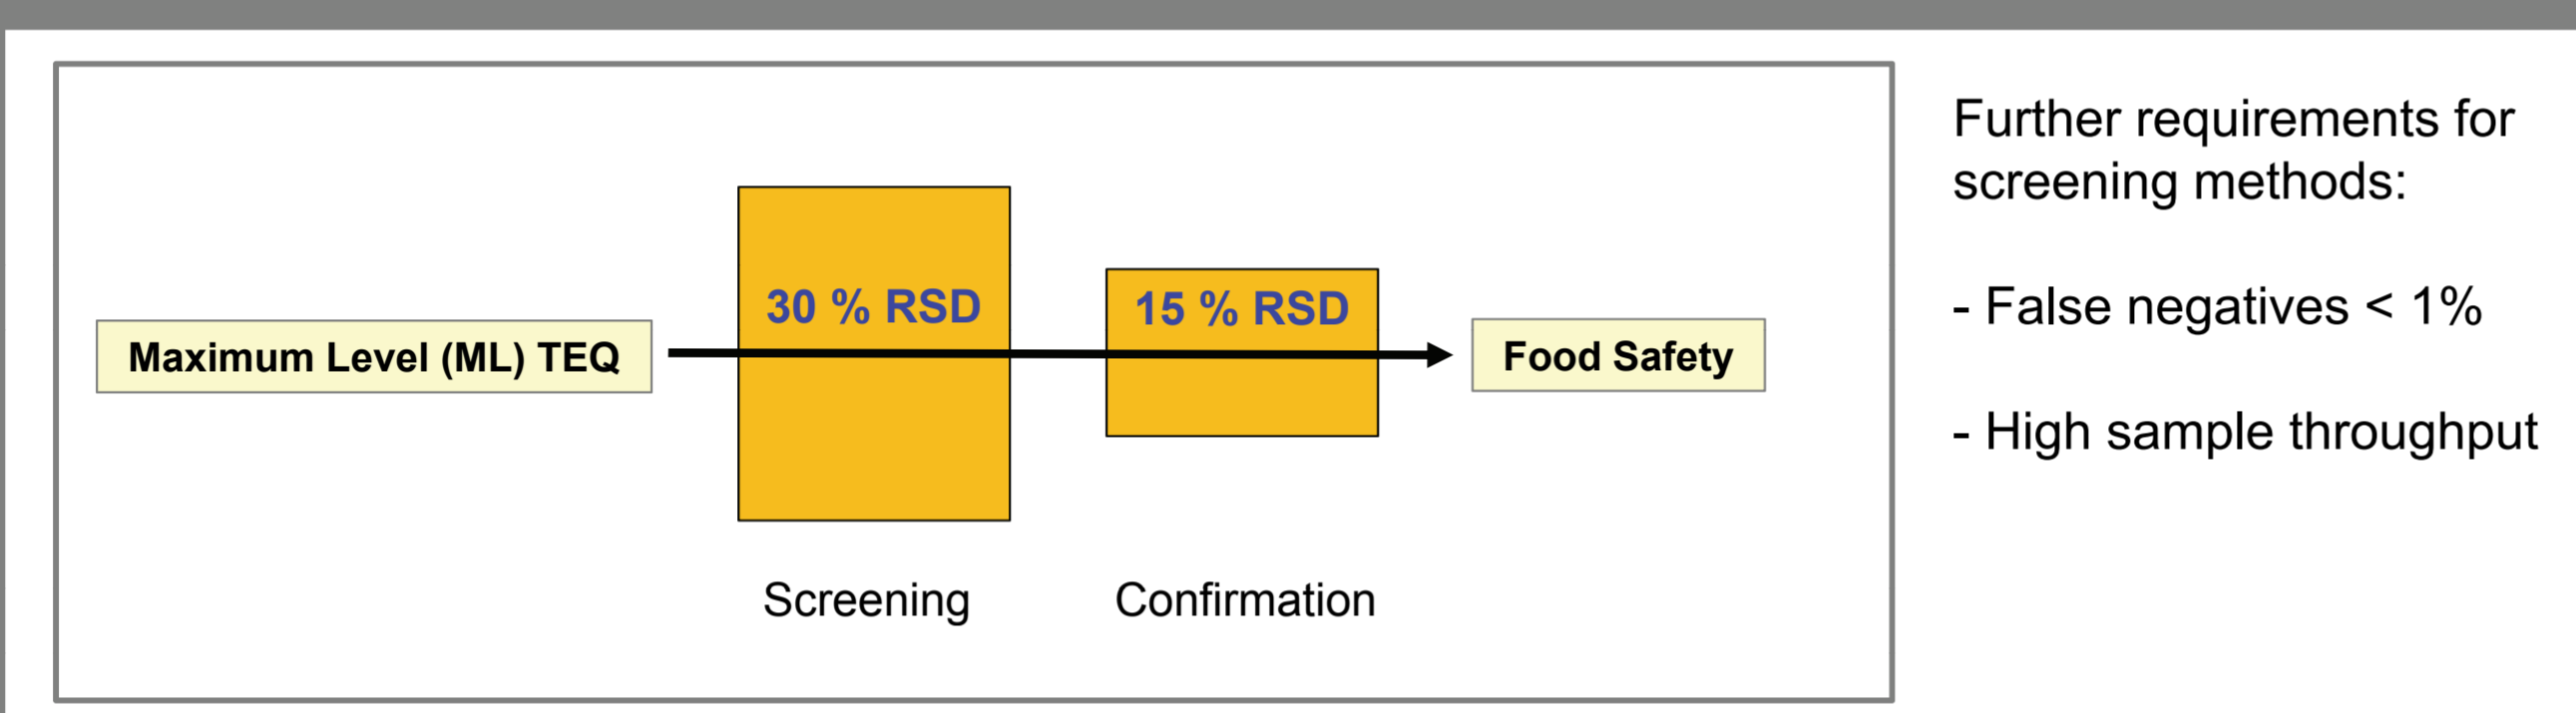 Maximum Level (ML) TEQ
30 % RSD
15 % RSD
Food Safety
Screening
Confirmation
Further requirements for
screening methods:
- False negatives < 1%
- High sample throughput